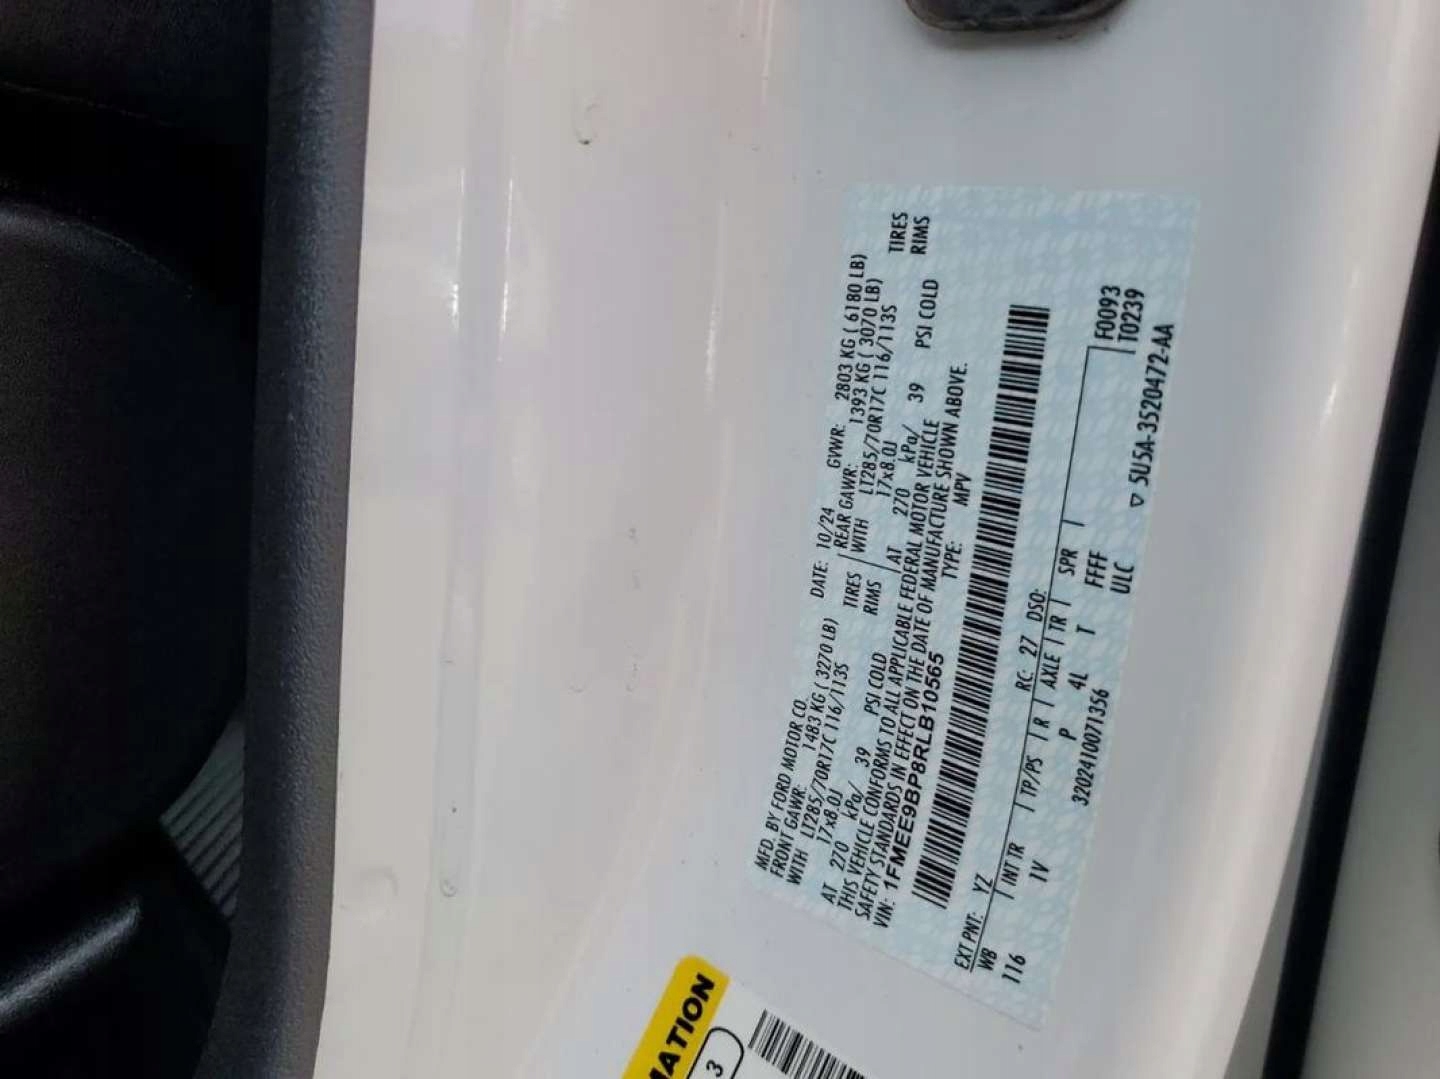 MFD. BY FORD MOTOR CO.
DATE: 10/24 GVWR: 2803 KG ( 6180 LB)
FRONT GAWR: 1483 KG ( 3270 LB)
REAR GAWR: 1393 KG ( 3070 LB)
WITH LT285/70R17C 116/113S TIRES
WITH LT285/70R17C 116/113S TIRES
17x8.0J RIMS
17x8.0J RIMS
AT 270 kPa/ 39 PSI COLD
AT 270 kPa/ 39 PSI COLD
THIS VEHICLE CONFORMS TO ALL APPLICABLE FEDERAL MOTOR VEHICLE
SAFETY STANDARDS IN EFFECT ON THE DATE OF MANUFACTURE SHOWN ABOVE.
VIN: 1FMEE9BP8RLB10565 TYPE: MPV
EXT PNT: YZ RC: 27 DSO:
F0093
WB INT TR TP/PS R AXLE TR SPR
T0239
116 1V P 4L T FFFF
ULC
3202410071356 ▽ SU5A-3520472-AA
MATION
3